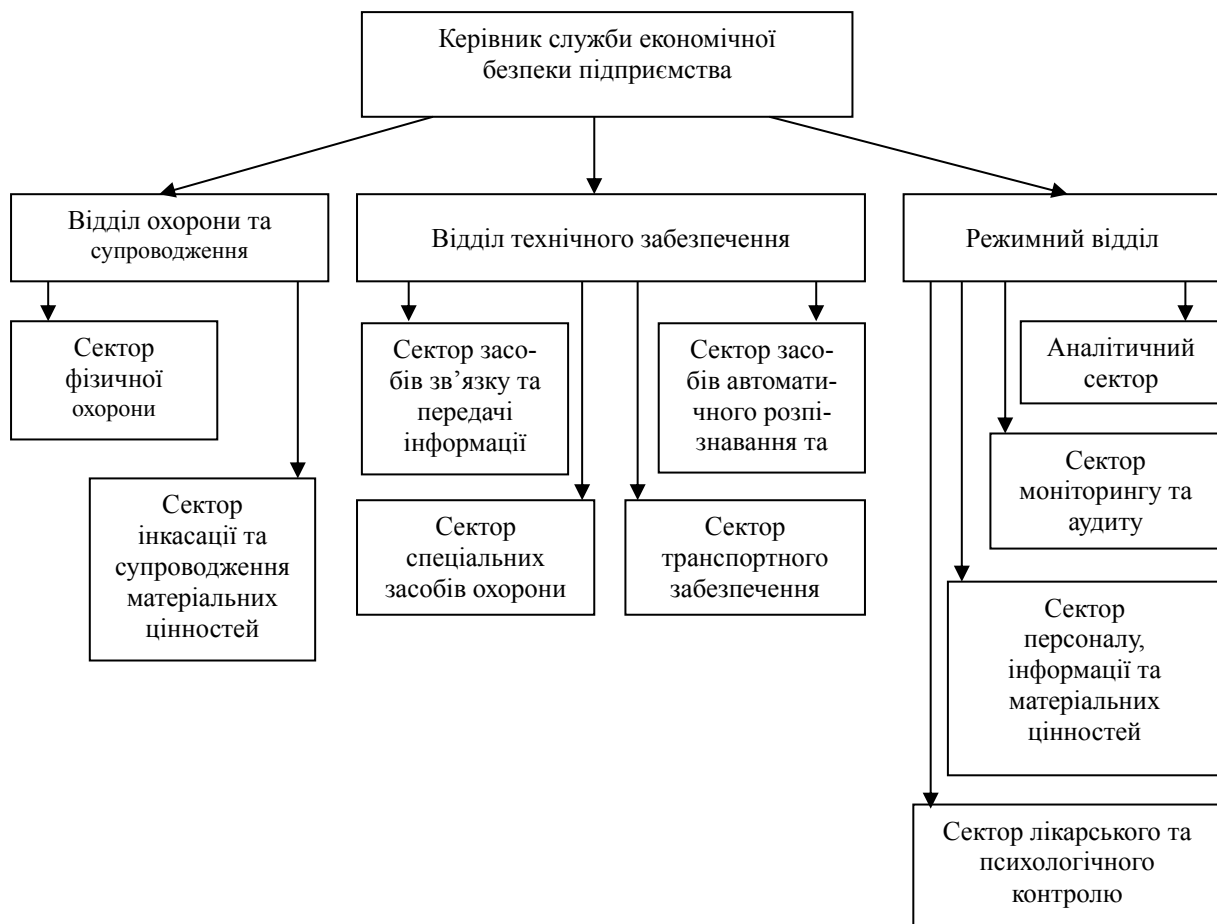 Керівник служби економічної
безпеки підприємства
Відділ охорони та
супроводження
Відділ технічного забезпечення
Режимний відділ
Сектор
фізичної
охорони
Сектор
інкасації та
супроводження
матеріальних
цінностей
Сектор засо-
бів зв’язку та
передачі
інформації
Сектор засо-
бів автомати-
чного розпі-
знавання та
Сектор
спеціальних
засобів охорони
Сектор
транспортного
забезпечення
Аналітичний
сектор
Сектор
моніторингу та
аудиту
Сектор
персоналу,
інформації та
матеріальних
цінностей
Сектор лікарського та
психологічного
контролю